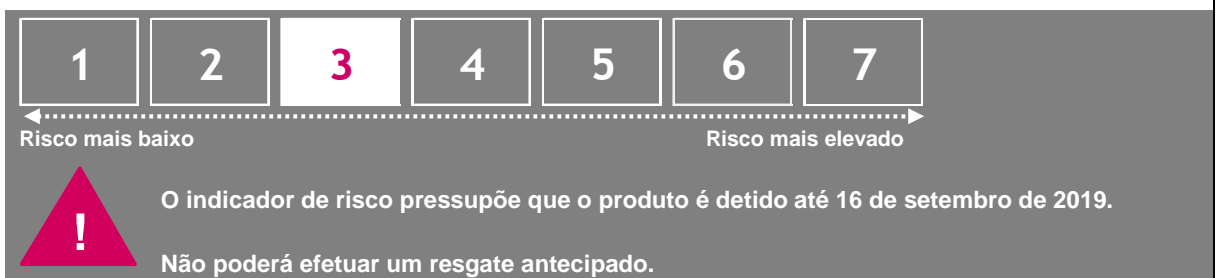 1 2 3 4 5 6 7
Risco mais baixo Risco mais elevado
! O indicador de risco pressupõe que o produto é detido até 16 de setembro de 2019.
Não poderá efetuar um resgate antecipado.